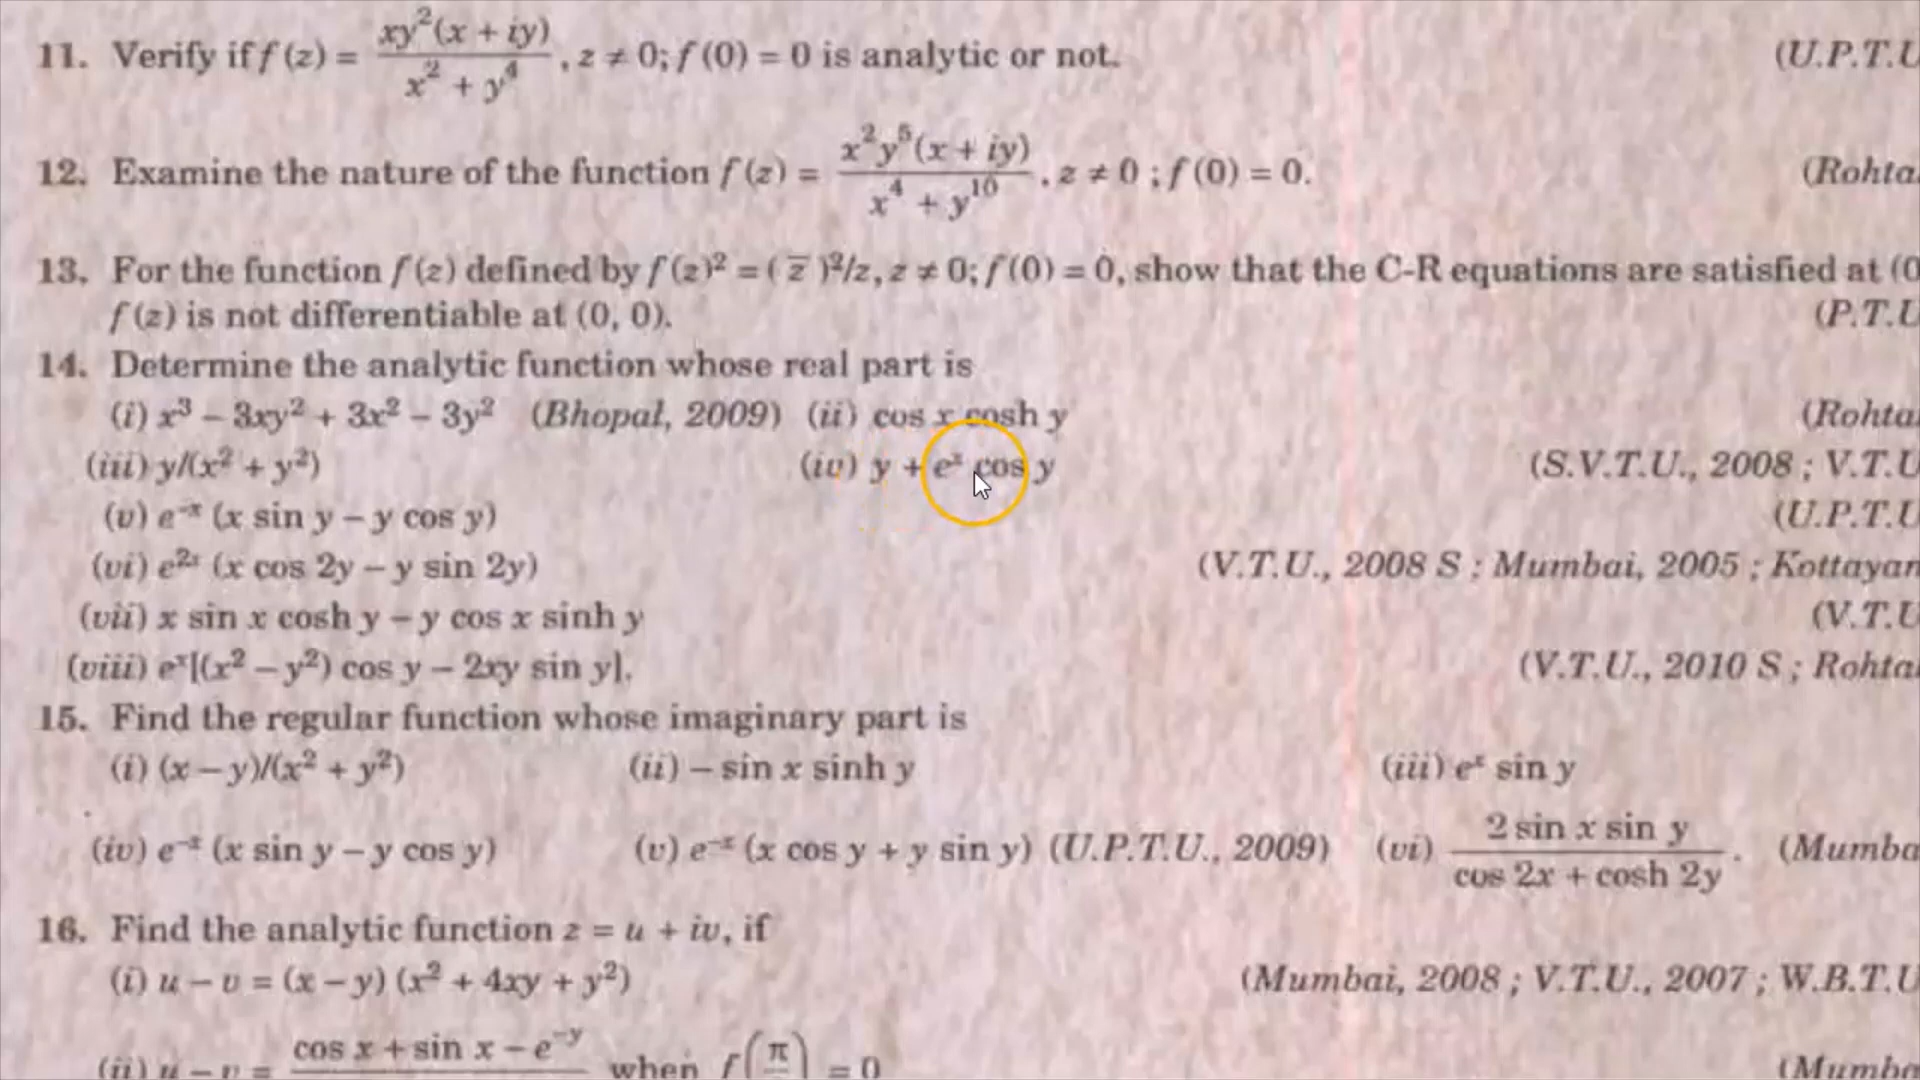 11. Verify if f (z) = xy²(x + iy) / x² + y⁴ , z ≠ 0; f (0) = 0 is analytic or not. (U.P.T.U
12. Examine the nature of the function f (z) = x²y⁵(x + iy) / x⁴ + y¹⁰ , z ≠ 0 ; f (0) = 0. (Rohta
13. For the function f (z) defined by f (z)² = ( z̅ )²/z, z ≠ 0; f (0) = 0, show that the C-R equations are satisfied at (0
f (z) is not differentiable at (0, 0). (P.T.U
14. Determine the analytic function whose real part is
(i) x³ – 3xy² + 3x² – 3y² (Bhopal, 2009) (ii) cos x cosh y (Rohta
(iii) y/(x² + y²) (iv) y + eˣ cos y (S.V.T.U., 2008 ; V.T.U
(v) e⁻ˣ (x sin y – y cos y) (U.P.T.U
(vi) e²ˣ (x cos 2y – y sin 2y) (V.T.U., 2008 S ; Mumbai, 2005 ; Kottayan
(vii) x sin x cosh y – y cos x sinh y (V.T.U
(viii) eˣ[(x² – y²) cos y – 2xy sin y]. (V.T.U., 2010 S ; Rohta
15. Find the regular function whose imaginary part is
(i) (x – y)/(x² + y²) (ii) – sin x sinh y (iii) eˣ sin y
(iv) e⁻ˣ (x sin y – y cos y) (v) e⁻ˣ (x cos y + y sin y) (U.P.T.U., 2009) (vi) 2 sin x sin y / cos 2x + cosh 2y . (Mumba
16. Find the analytic function z = u + iv, if
(i) u – v = (x – y) (x² + 4xy + y²) (Mumbai, 2008 ; V.T.U., 2007 ; W.B.T.U
(ii) u – v = cos x + sin x – e⁻ʸ when f(π = 0 (Mumba